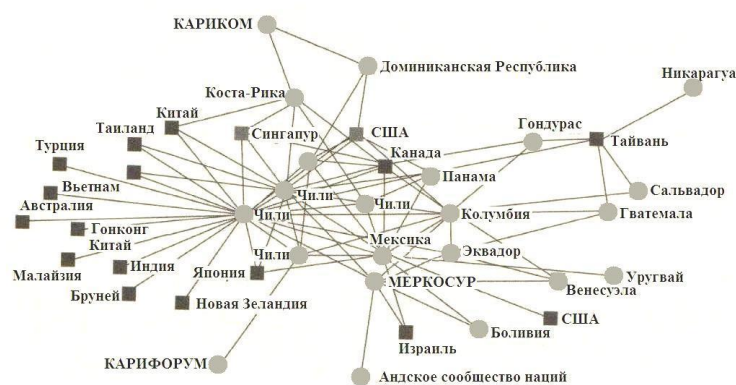 КАРИКОМ
Доминиканская Республика
Никарагуа
Коста-Рика
Китай
Таиланд
Сингапур
США
Гондурас
Тайвань
Турция
Канада
Панама
Вьетнам
Чили
Чили
Сальвадор
Австралия
Чили
Колумбия
Гватемала
Гонконг
Китай
Мексика
Чили
Эквадор
Малайзия
Индия
Япония
МЕРКОСУР
Уругвай
Венесуэла
Бруней
Новая Зеландия
США
Израиль
Боливия
КАРИФОРУМ
Андское сообщество наций